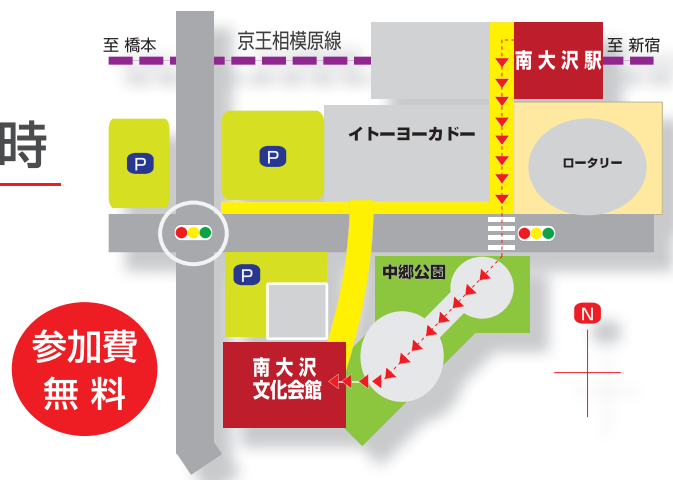 至 橋本
京王相模原線
南大沢駅
至 新宿
時
P
P
イトーヨーカドー
ロータリー
P
中郷公園
N
参加費
無料
南大沢
文化会館